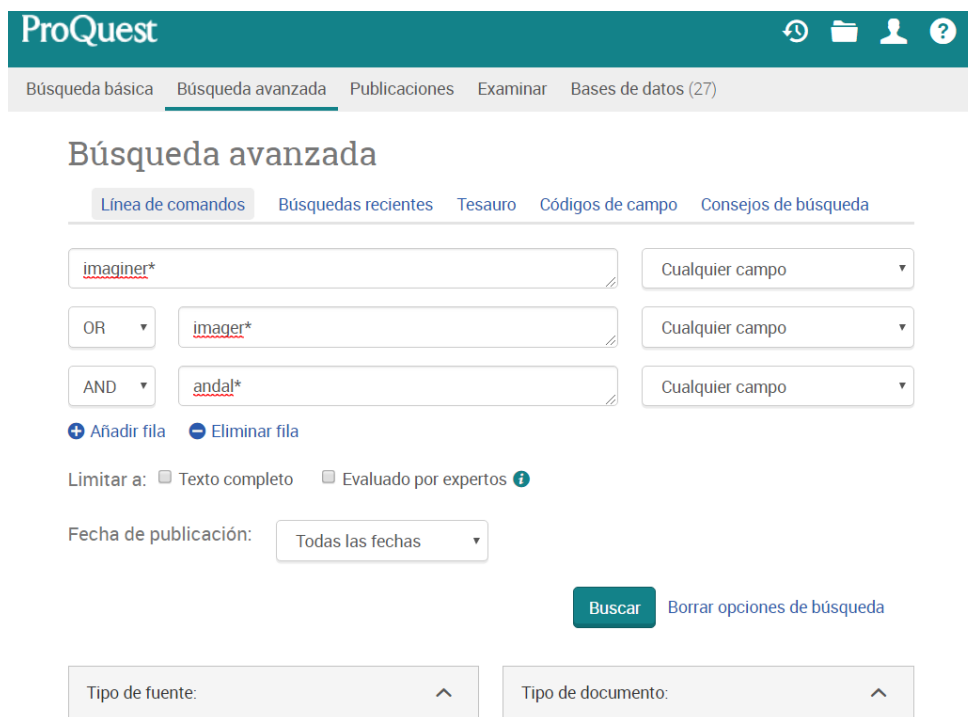 ProQuest
Búsqueda básica Búsqueda avanzada Publicaciones Examinar Bases de datos (27)
Búsqueda avanzada
Línea de comandos Búsquedas recientes Tesauro Códigos de campo Consejos de búsqueda
imaginer* Cualquier campo
OR imager* Cualquier campo
AND andal* Cualquier campo
Añadir fila Eliminar fila
Limitar a: Texto completo Evaluado por expertos
Fecha de publicación: Todas las fechas
Buscar Borrar opciones de búsqueda
Tipo de fuente: Tipo de documento: